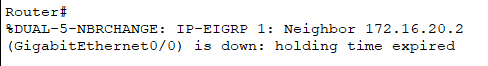 Router#
%DUAL-5-NBRCHANGE: IP-EIGRP 1: Neighbor 172.16.20.2
(GigabitEthernet0/0) is down: holding time expired